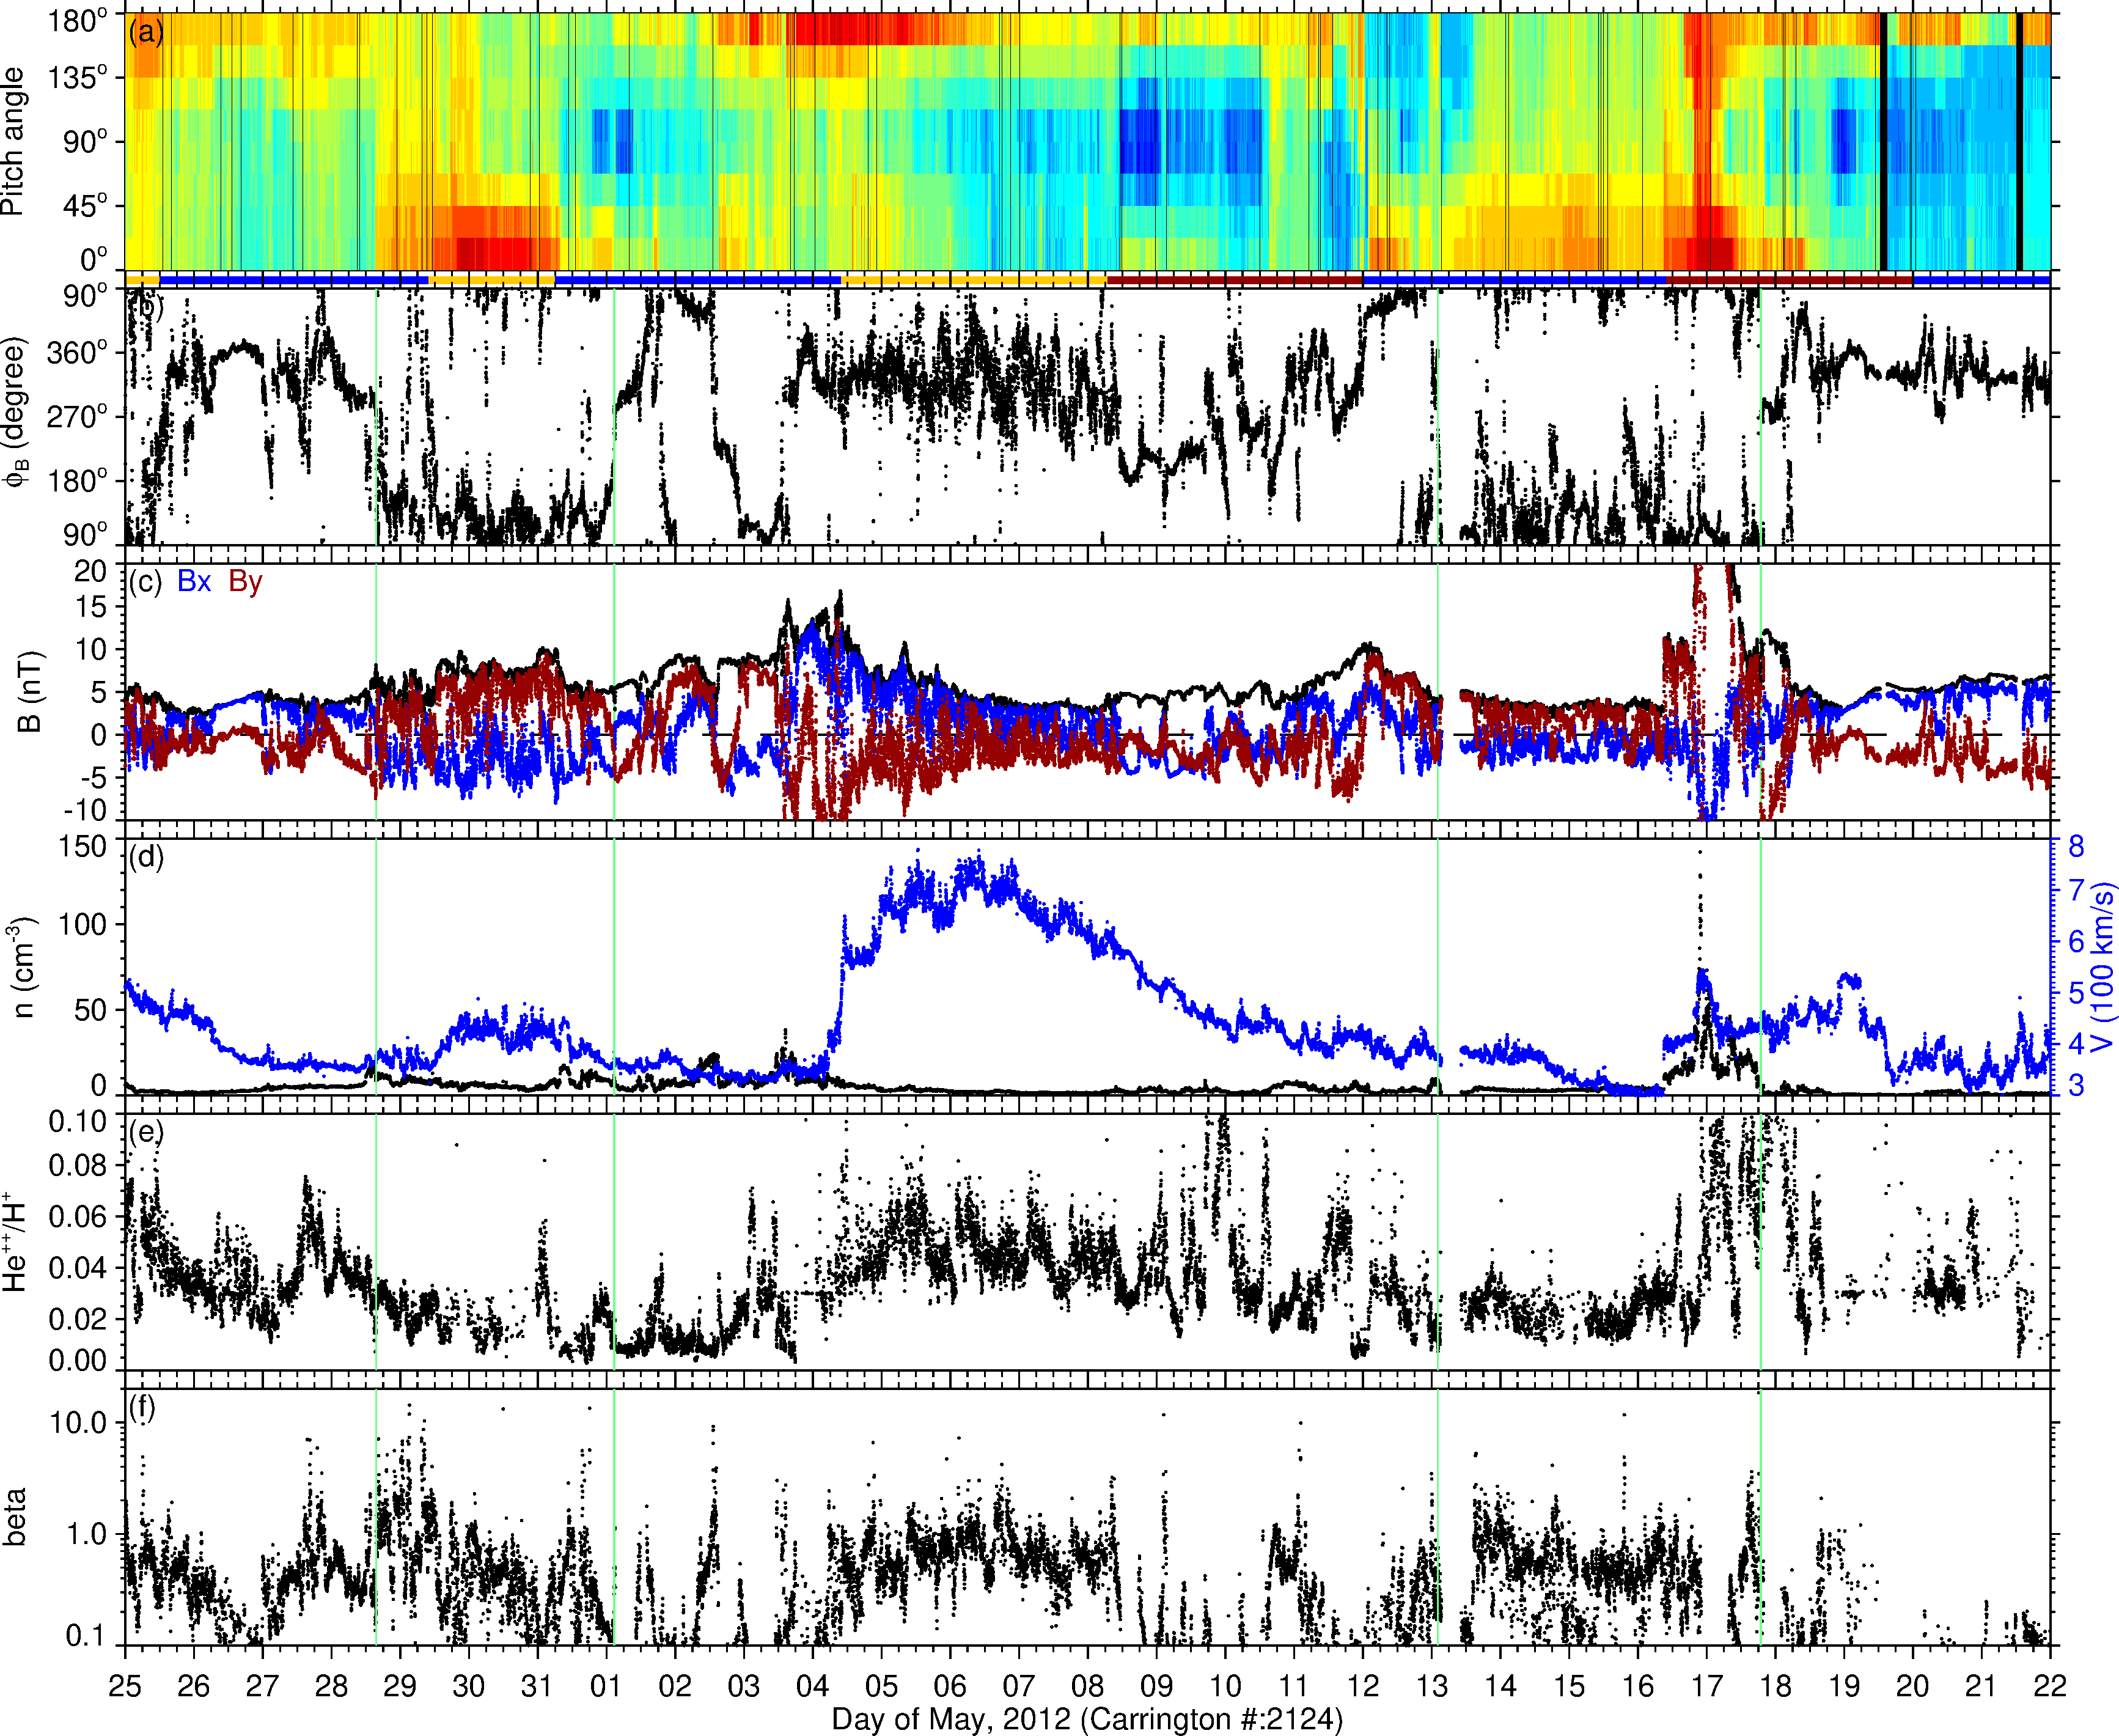 (a)
Pitch angle
180°
135°
90°
45°
0°
ϕB (degree)
90°
360°
270°
180°
90°
(c) Bx By
B (nT)
20
15
10
5
0
-5
-10
(d)
n (cm-3)
150
100
50
0
V (100 km/s)
8
7
6
5
4
3
(e)
He++/H+
0.10
0.08
0.06
0.04
0.02
0.00
(f)
beta
10.0
1.0
0.1
25 26 27 28 29 30 31 01 02 03 04 05 06 07 08 09 10 11 12 13 14 15 16 17 18 19 20 21 22
Day of May, 2012 (Carrington #:2124)